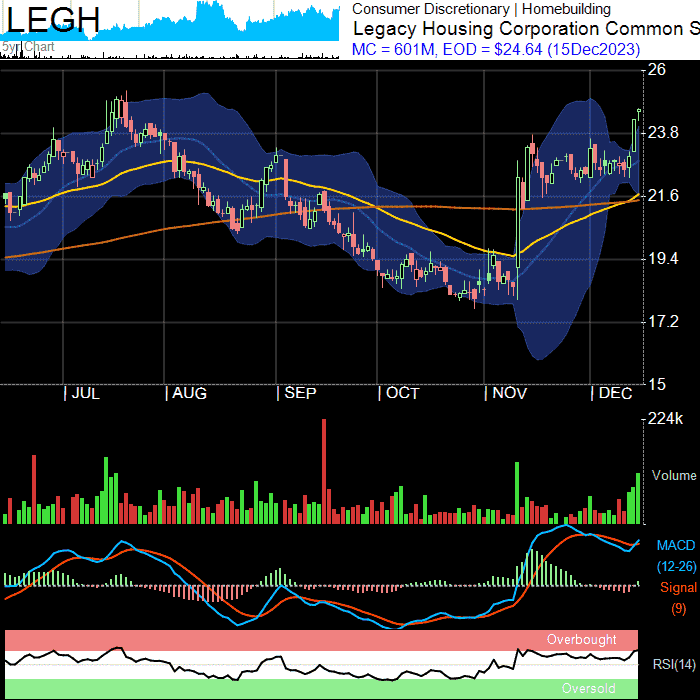 LEGH
5yr Chart
Consumer Discretionary | Homebuilding
Legacy Housing Corporation Common S
MC = 601M, EOD = $24.64 (15Dec2023)
26
23.8
21.6
19.4
17.2
15
| JUL | AUG | SEP | OCT | NOV | DEC
224k
Volume
MACD
(12-26)
Signal
(9)
Overbought
RSI(14)
Oversold